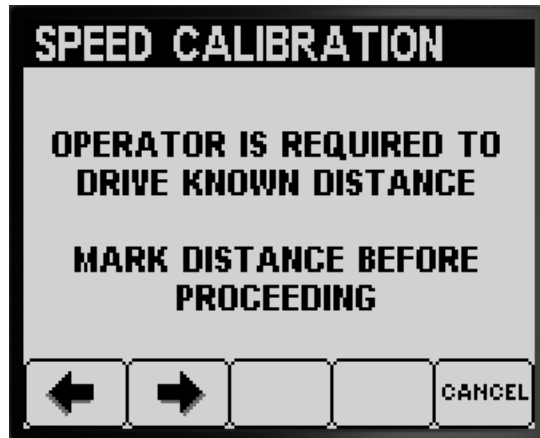 SPEED CALIBRATION
OPERATOR IS REQUIRED TO
DRIVE KNOWN DISTANCE
MARK DISTANCE BEFORE
PROCEEDING
CANCEL